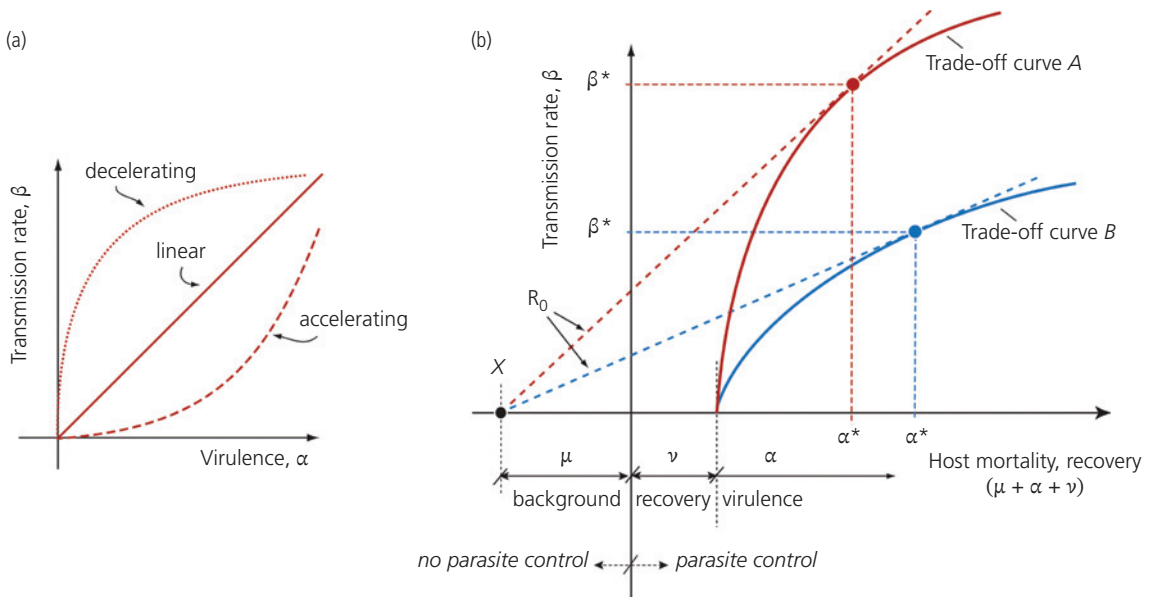 (a)
Transmission rate, β
decelerating
linear
accelerating
Virulence, α
(b)
Transmission rate, β
β*
β*
Trade-off curve A
Trade-off curve B
R0
X
α*
α*
μ
ν
α
background
recovery
virulence
Host mortality, recovery
(μ + α + ν)
no parasite control
parasite control